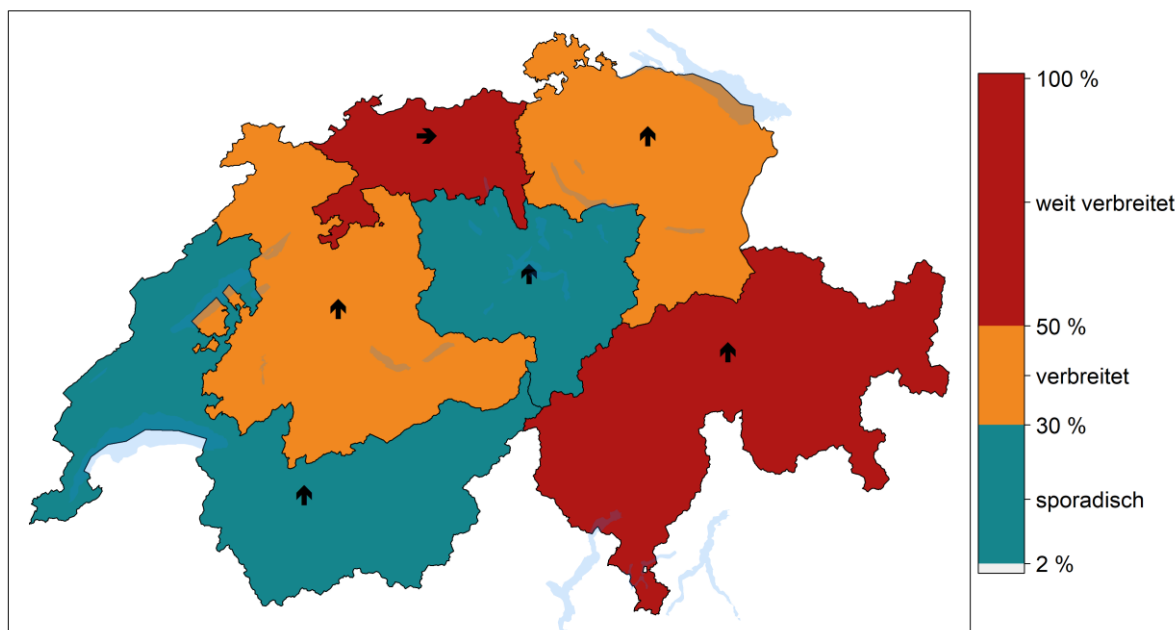 100 %
weit verbreitet
50 %
verbreitet
30 %
sporadisch
2 %